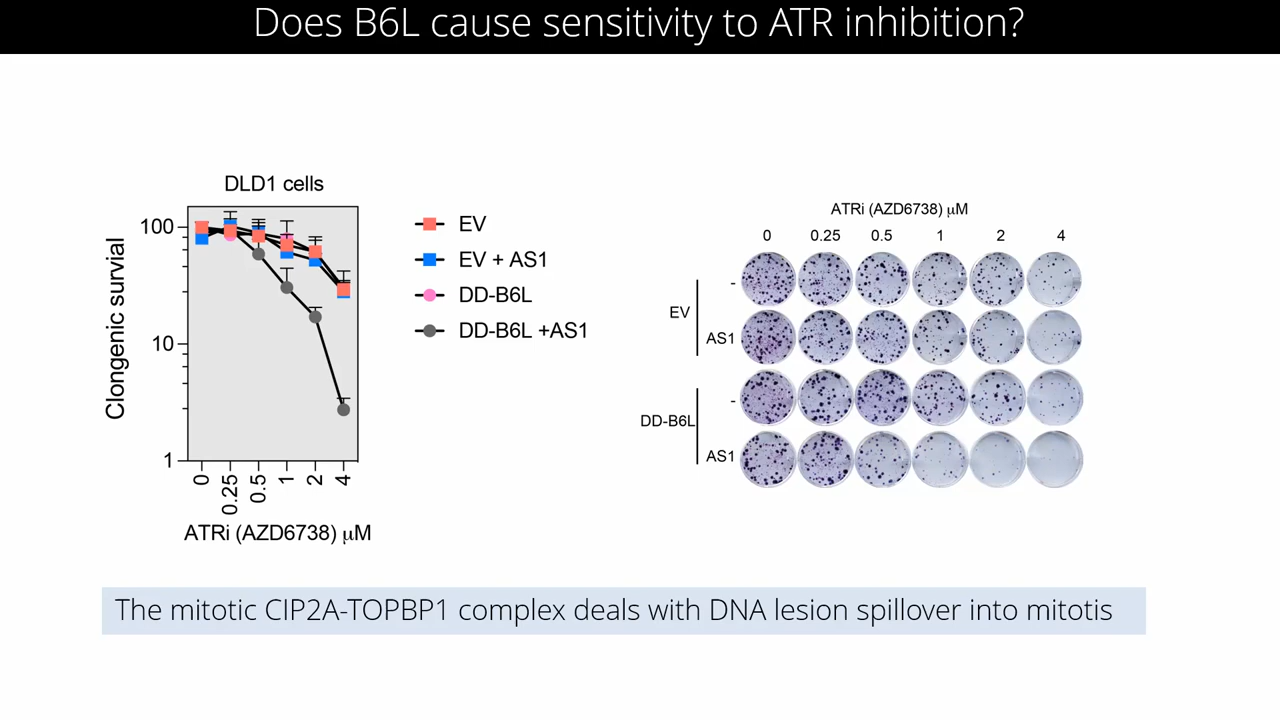 Does B6L cause sensitivity to ATR inhibition?
DLD1 cells
Clongenic survial
100
10
1
0
0.25
0.5
1
2
4
ATRi (AZD6738) µM
EV
EV + AS1
DD-B6L
DD-B6L +AS1
ATRi (AZD6738) µM
0 0.25 0.5 1 2 4
EV
-
AS1
DD-B6L
-
AS1
The mitotic CIP2A-TOPBP1 complex deals with DNA lesion spillover into mitotis